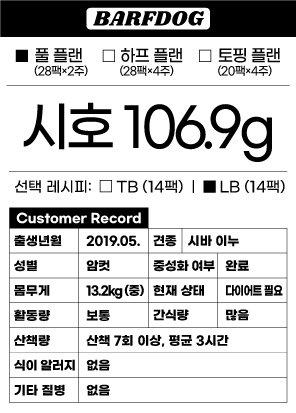 BARFDOG
■ 풀 플랜 □ 하프 플랜 □ 토핑 플랜
(28팩×2주) (28팩×4주) (20팩×4주)
시호 106.9g
선택 레시피: □ TB (14팩) | ■ LB (14팩)
Customer Record
출생년월 2019.05. 견종 시바 이누
성별 암컷 중성화 여부 완료
몸무게 13.2kg (중) 현재 상태 다이어트 필요
활동량 보통 간식량 많음
산책량 산책 7회 이상, 평균 3시간
식이 알러지 없음
기타 질병 없음